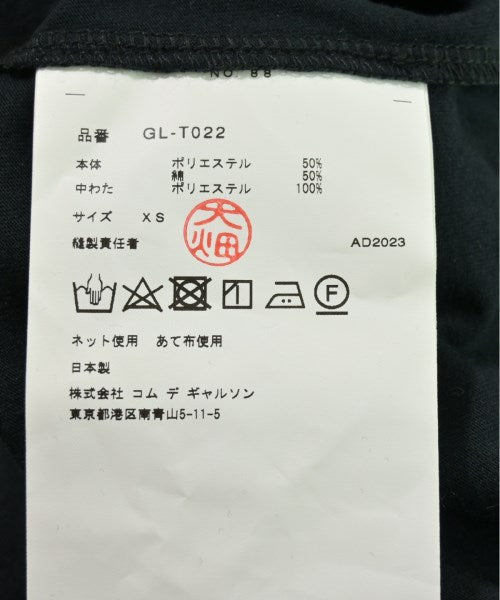 NO. 88
品番 GL-T022
本体 ポリエステル 50%
綿 50%
中わた ポリエステル 100%
サイズ XS
縫製責任者 大畑 AD2023
F
ネット使用 あて布使用
日本製
株式会社 コム デ ギャルソン
東京都港区南青山5-11-5